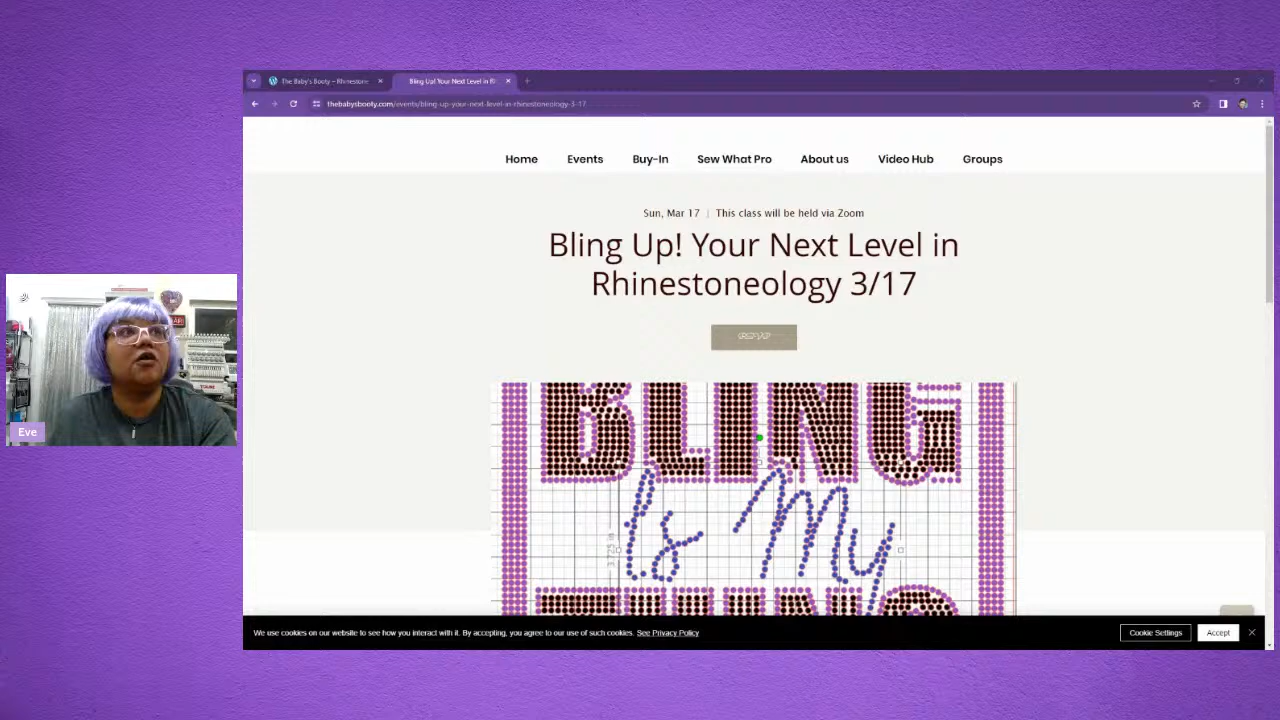 The Baby's Booty – Rhinestone
Bling Up! Your Next Level in R
thebabysbooty.com/events/bling-up-your-next-level-in-rhinestoneology-3-17
Home Events Buy-In Sew What Pro About us Video Hub Groups
Sun, Mar 17 | This class will be held via Zoom
Bling Up! Your Next Level in
Rhinestoneology 3/17
RSVP
BLING
Is My
Eve
We use cookies on our website to see how you interact with it. By accepting, you agree to our use of such cookies. See Privacy Policy
Cookie Settings
Accept